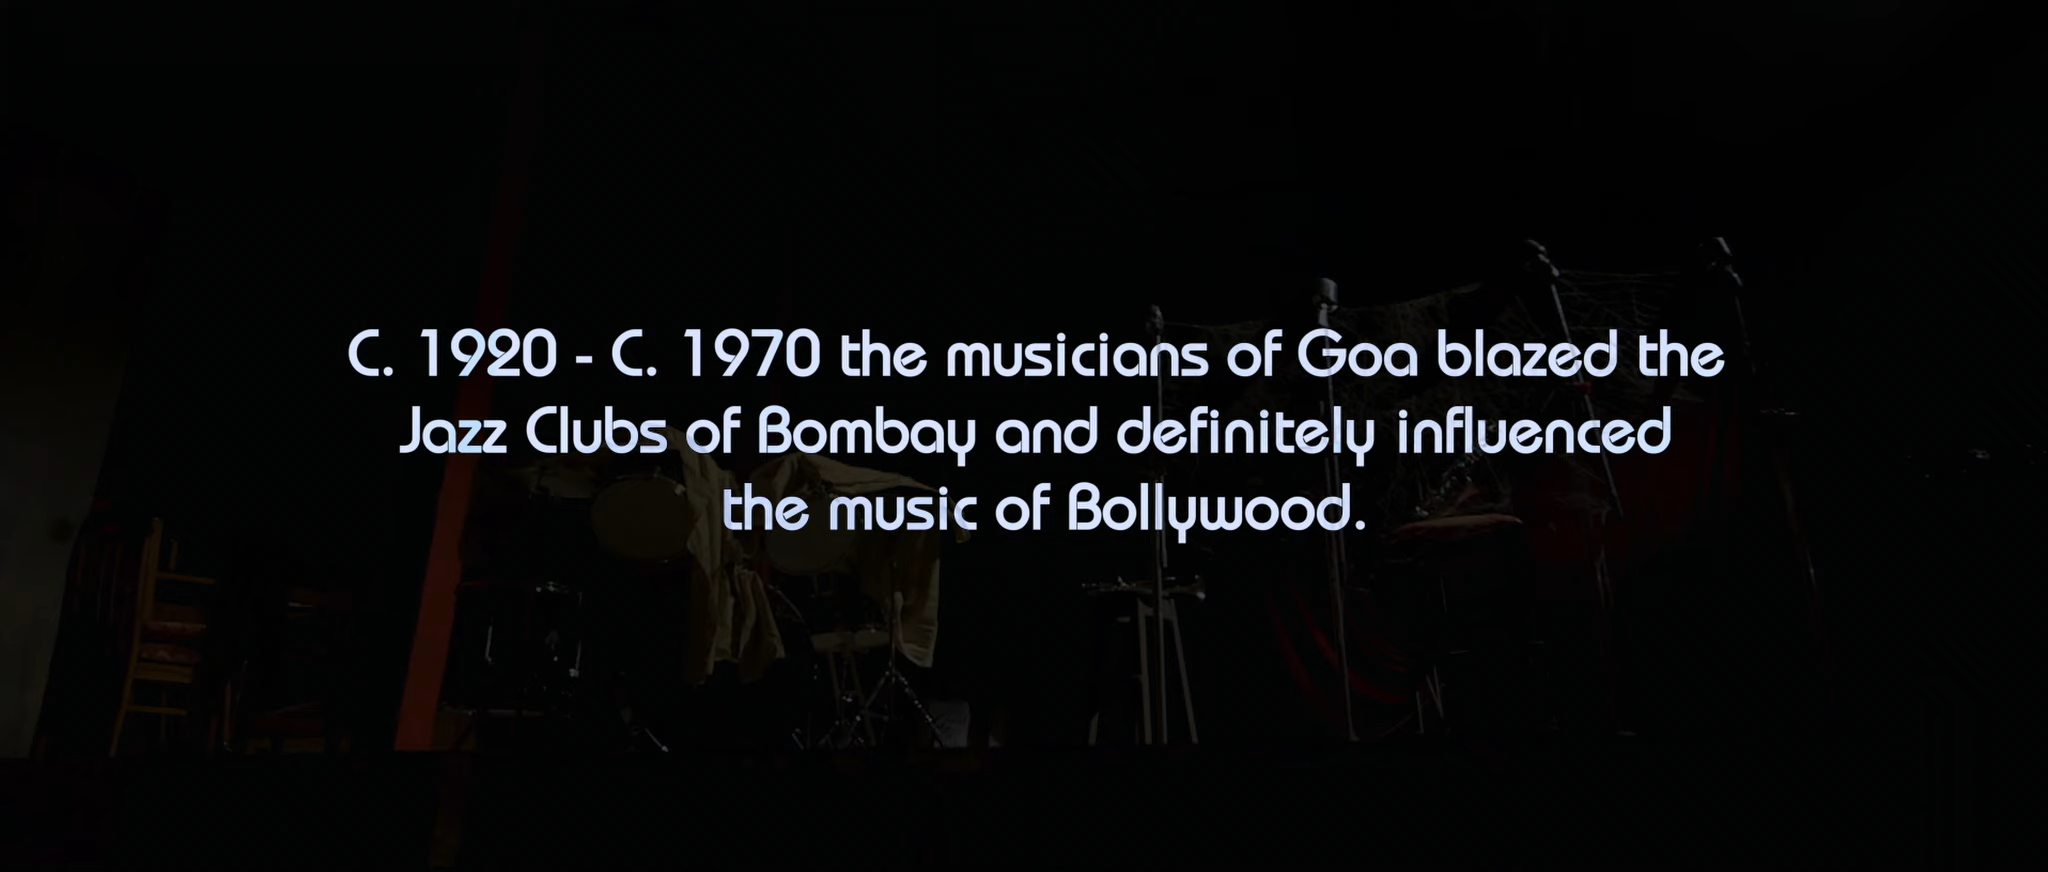 C. 1920 - C. 1970 the musicians of Goa blazed the
Jazz Clubs of Bombay and definitely influenced
the music of Bollywood.